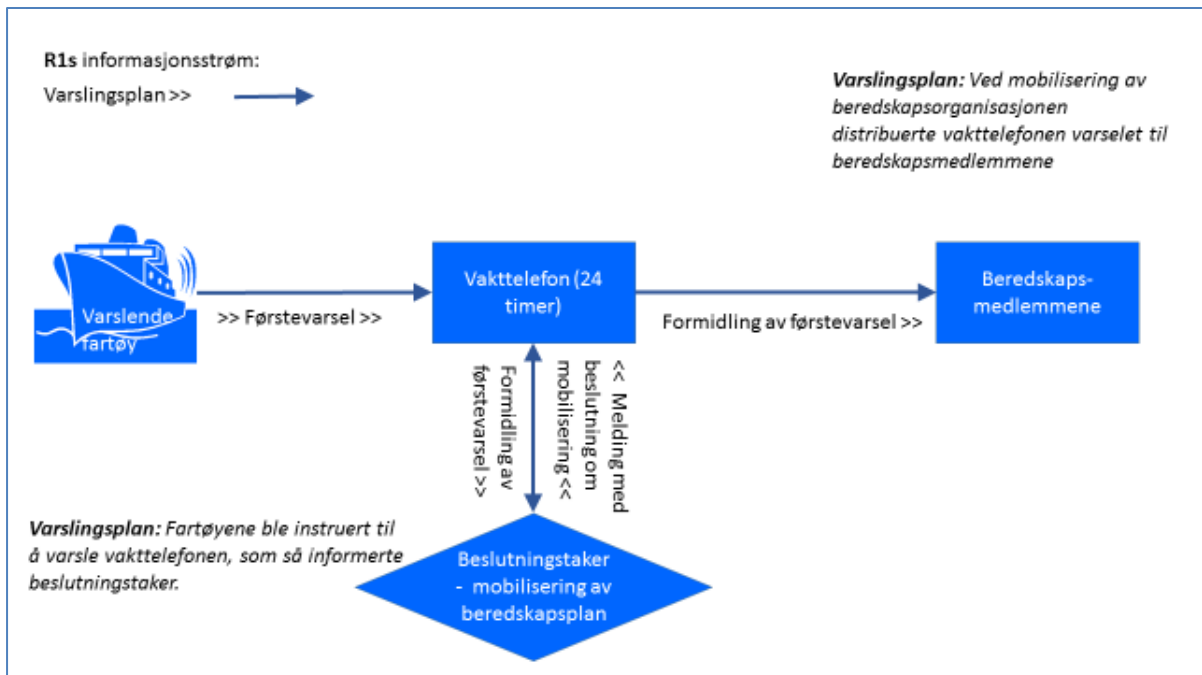 R1s informasjonsstrøm:
Varslingsplan >>
Varslingsplan: Ved mobilisering av
beredskapsorganisasjonen
distribuerte vakttelefonen varselet til
beredskapsmedlemmene
Varslende
fartøy
>> Førstevarsel >>
Vakttelefon (24
timer)
Formidling av førstevarsel >>
Beredskaps-
medlemmene
Formidling av
førstevarsel >>
<< Melding med
beslutning om
mobilisering <<
Varslingsplan: Fartøyene ble instruert til
å varsle vakttelefonen, som så informerte
beslutningstaker.
Beslutningstaker
- mobilisering av
beredskapsplan